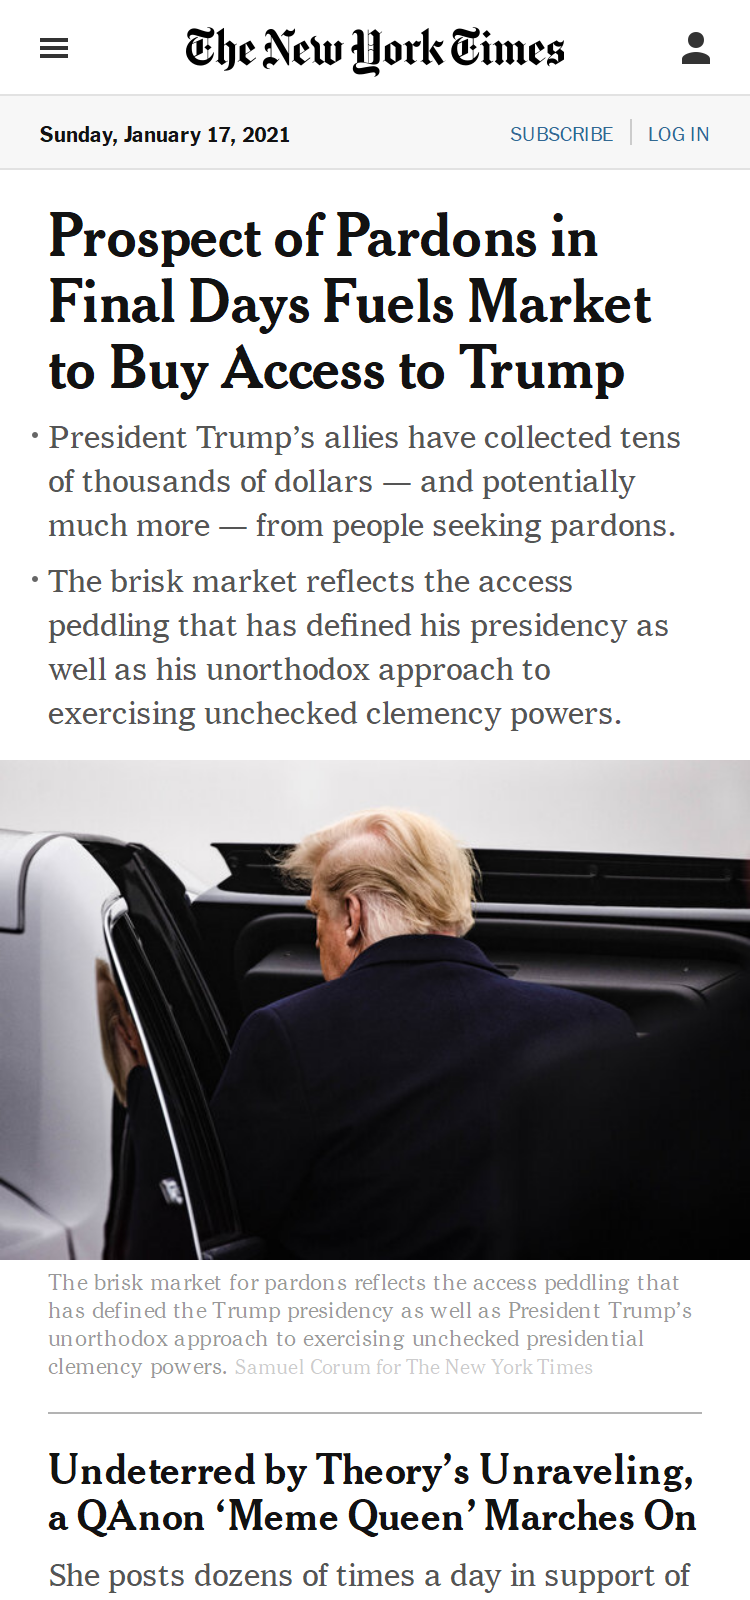 The New York Times
Sunday, January 17, 2021
SUBSCRIBE
LOG IN
Prospect of Pardons in
Final Days Fuels Market
to Buy Access to Trump
• President Trump’s allies have collected tens
of thousands of dollars — and potentially
much more — from people seeking pardons.
• The brisk market reflects the access
peddling that has defined his presidency as
well as his unorthodox approach to
exercising unchecked clemency powers.
The brisk market for pardons reflects the access peddling that
has defined the Trump presidency as well as President Trump’s
unorthodox approach to exercising unchecked presidential
clemency powers. Samuel Corum for The New York Times
Undeterred by Theory’s Unraveling,
a QAnon ‘Meme Queen’ Marches On
She posts dozens of times a day in support of